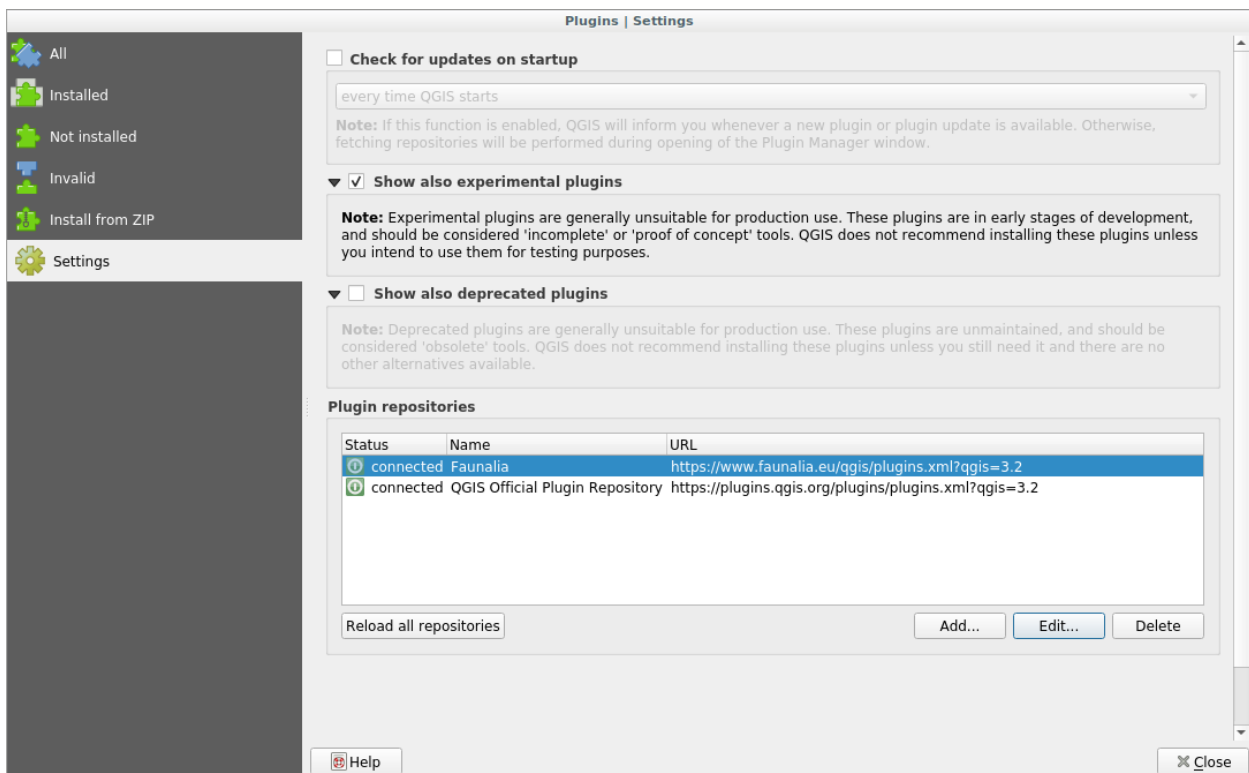 Plugins | Settings
All
Installed
Not installed
Invalid
Install from ZIP
Settings
Check for updates on startup
every time QGIS starts
Note: If this function is enabled, QGIS will inform you whenever a new plugin or plugin update is available. Otherwise,
fetching repositories will be performed during opening of the Plugin Manager window.
Show also experimental plugins
Note: Experimental plugins are generally unsuitable for production use. These plugins are in early stages of development,
and should be considered 'incomplete' or 'proof of concept' tools. QGIS does not recommend installing these plugins unless
you intend to use them for testing purposes.
Show also deprecated plugins
Note: Deprecated plugins are generally unsuitable for production use. These plugins are unmaintained, and should be
considered 'obsolete' tools. QGIS does not recommend installing these plugins unless you still need it and there are no
other alternatives available.
Plugin repositories
Status Name URL
connected Faunalia https://www.faunalia.eu/qgis/plugins.xml?qgis=3.2
connected QGIS Official Plugin Repository https://plugins.qgis.org/plugins/plugins.xml?qgis=3.2
Reload all repositories Add... Edit... Delete
Help Close